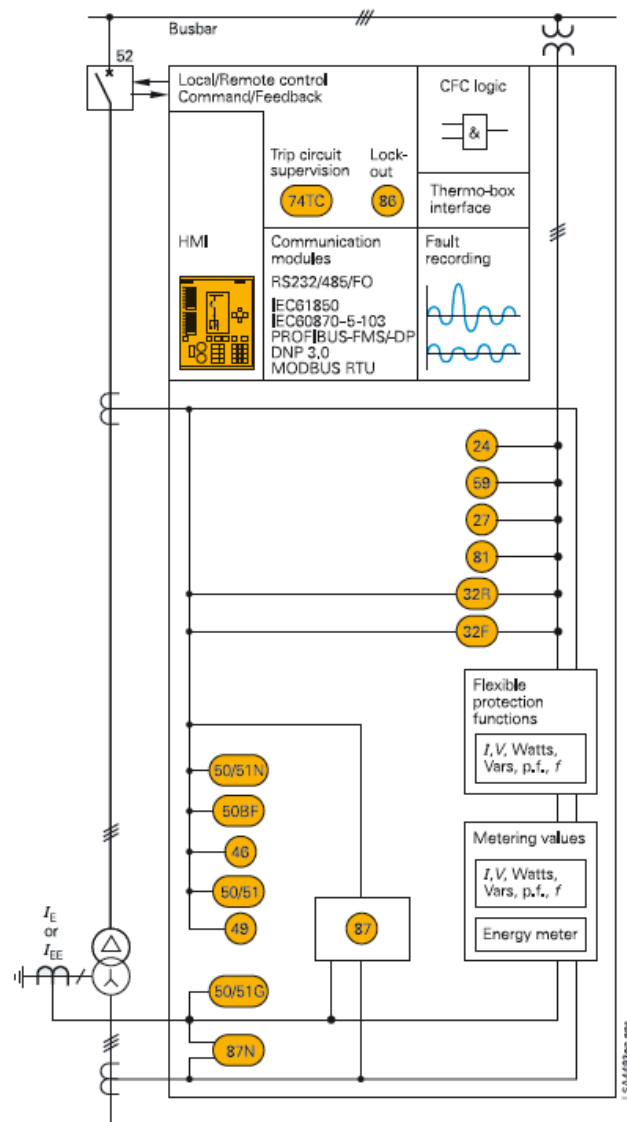 Busbar
52
Local/Remote control
Command/Feedback
CFC logic
&
Trip circuit
supervision
74TC
Lock-
out
86
Thermo-box
interface
HMI
Communication
modules
RS232/485/FO
IEC61850
IEC60870-5-103
PROFIBUS-FMS/-DP
DNP 3.0
MODBUS RTU
Fault
recording
24
59
27
81
32R
32F
Flexible
protection
functions
I,V, Watts,
Vars, p.f., f
50/51N
50BF
46
50/51
49
87
Metering values
I,V, Watts,
Vars, p.f., f
Energy meter
IE
or
IEE
50/51G
87N